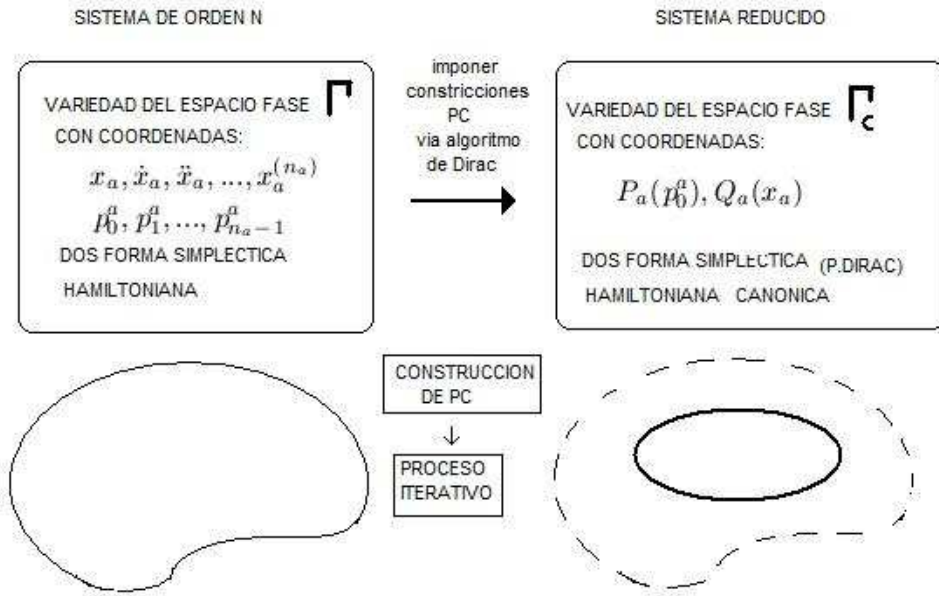 SISTEMA DE ORDEN N
VARIEDAD DEL ESPACIO FASE Γ
CON COORDENADAS:
x_a, ẋ_a, ẍ_a, ..., x_a^{(n_a)}
p_0^a, p_1^a, ..., p_{n_a-1}^a
DOS FORMA SIMPLECTICA
HAMILTONIANA
imponer
constricciones
PC
via algoritmo
de Dirac
SISTEMA REDUCIDO
VARIEDAD DEL ESPACIO FASE Γ_c
CON COORDENADAS:
P_a(p_0^a), Q_a(x_a)
DOS FORMA SIMPLECTICA (P.DIRAC)
HAMILTONIANA CANONICA
CONSTRUCCION
DE PC
↓
PROCESO
ITERATIVO